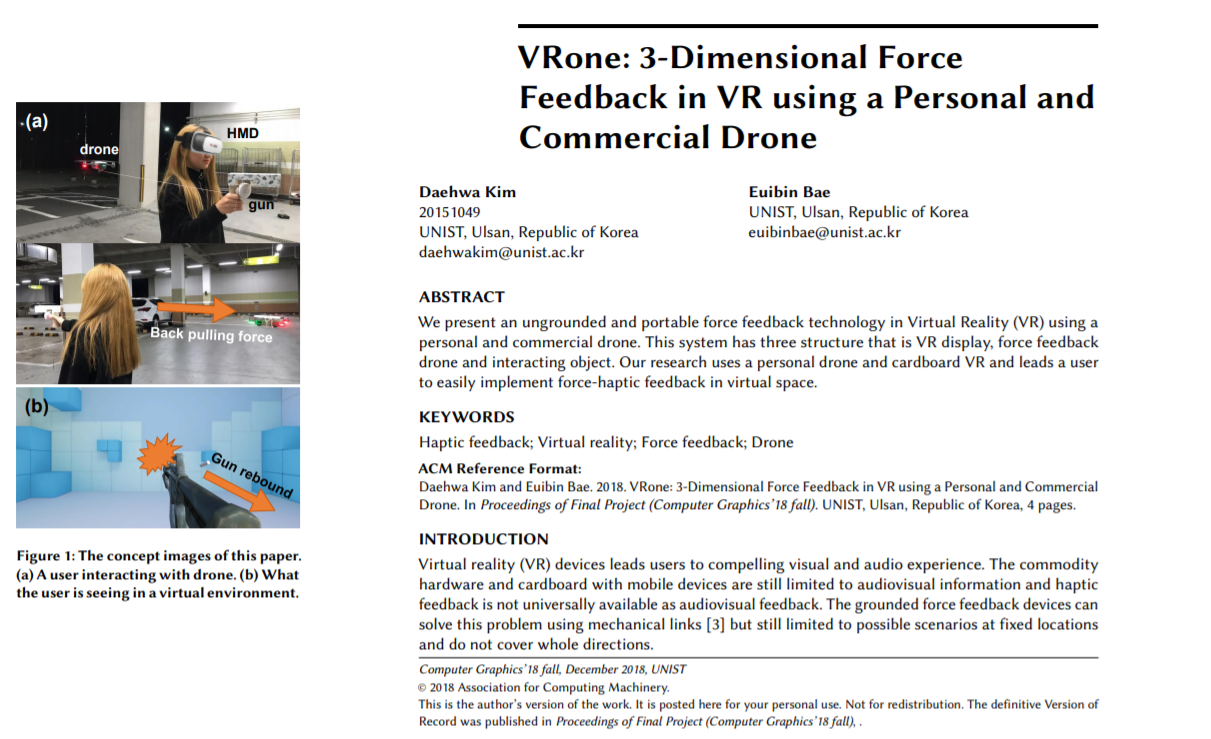 VRone: 3-Dimensional Force
Feedback in VR using a Personal and
Commercial Drone
Daehwa Kim
20151049
UNIST, Ulsan, Republic of Korea
daehwakim@unist.ac.kr
Euibin Bae
UNIST, Ulsan, Republic of Korea
euibinbae@unist.ac.kr
(a)
HMD
drone
gun
Back pulling force
(b)
Gun rebound
Figure 1: The concept images of this paper.
(a) A user interacting with drone. (b) What
the user is seeing in a virtual environment.
ABSTRACT
We present an ungrounded and portable force feedback technology in Virtual Reality (VR) using a
personal and commercial drone. This system has three structure that is VR display, force feedback
drone and interacting object. Our research uses a personal drone and cardboard VR and leads a user
to easily implement force-haptic feedback in virtual space.
KEYWORDS
Haptic feedback; Virtual reality; Force feedback; Drone
ACM Reference Format:
Daehwa Kim and Euibin Bae. 2018. VRone: 3-Dimensional Force Feedback in VR using a Personal and Commercial
Drone. In Proceedings of Final Project (Computer Graphics'18 fall). UNIST, Ulsan, Republic of Korea, 4 pages.
INTRODUCTION
Virtual reality (VR) devices leads users to compelling visual and audio experience. The commodity
hardware and cardboard with mobile devices are still limited to audiovisual information and haptic
feedback is not universally available as audiovisual feedback. The grounded force feedback devices can
solve this problem using mechanical links [3] but still limited to possible scenarios at fixed locations
and do not cover whole directions.
Computer Graphics'18 fall, December 2018, UNIST
© 2018 Association for Computing Machinery.
This is the author's version of the work. It is posted here for your personal use. Not for redistribution. The definitive Version of
Record was published in Proceedings of Final Project (Computer Graphics'18 fall), .